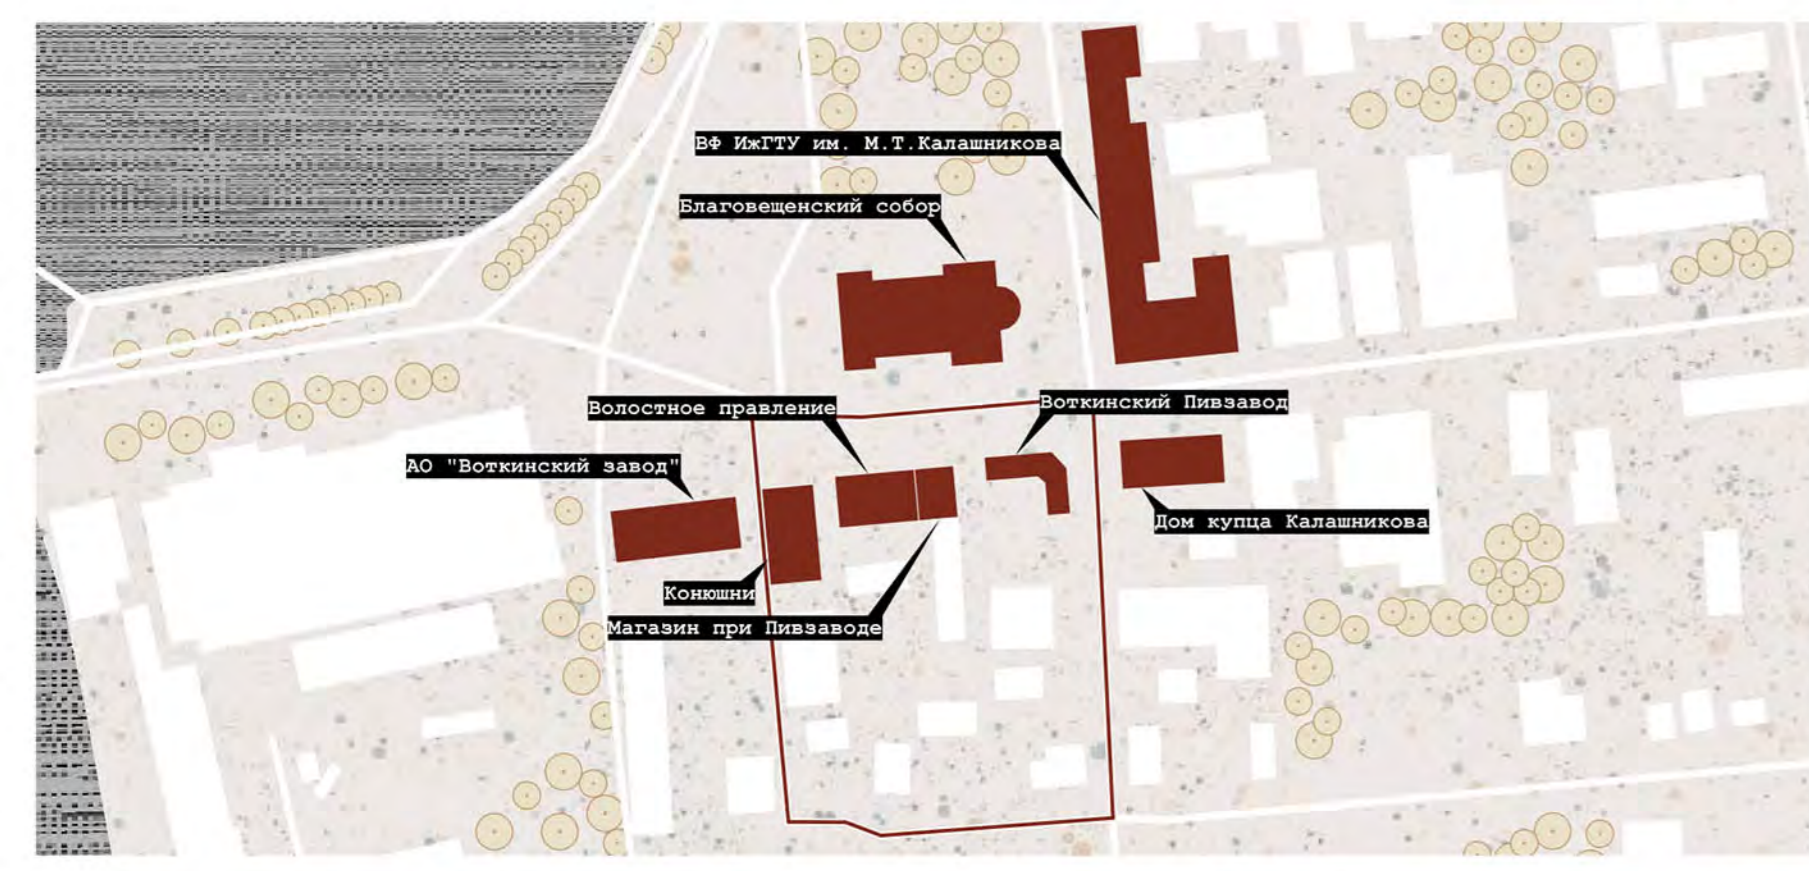 ВФ ИжГТУ им. М.Т.Калашникова
Благовещенский собор
Волостное правление
Воткинский Пивзавод
АО "Воткинский завод"
Дом купца Калашникова
Конюшни
Магазин при Пивзаводе